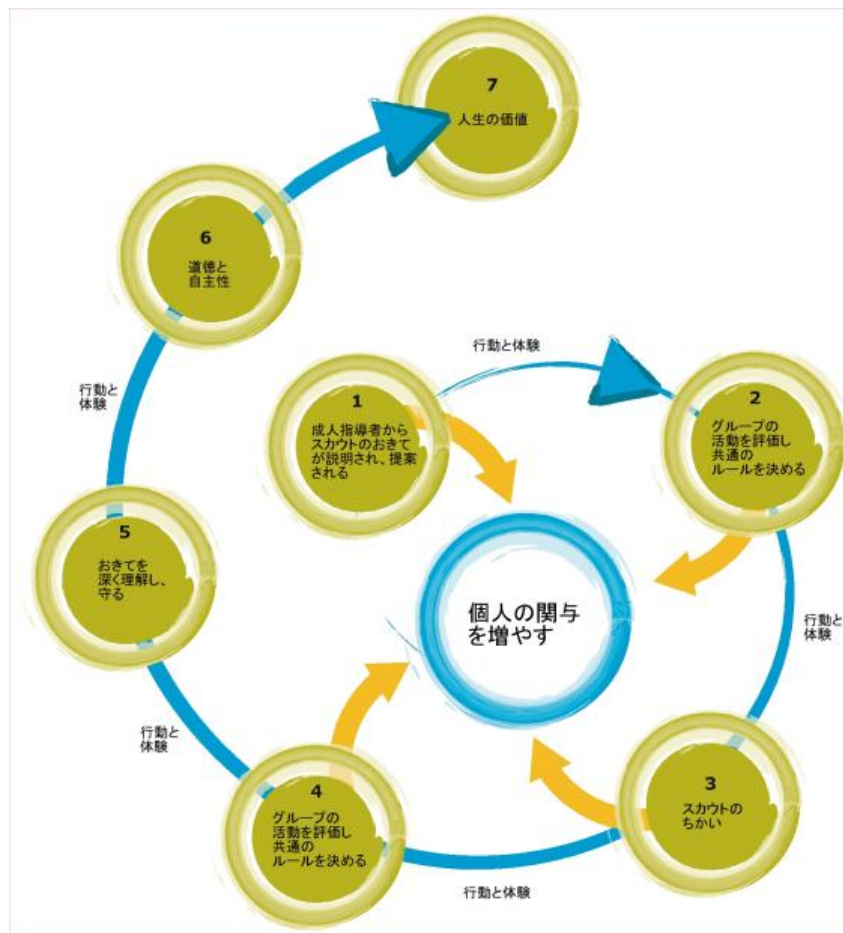 7
人生の価値
6
道徳と
自主性
行動と体験
行動と
体験
1
成人指導者から
スカウトのおきて
が説明され、提案
される
2
グループの
活動を評価し
共通の
ルールを決める
5
おきてを
深く理解し、
守る
個人の関与
を増やす
行動と
体験
行動と
体験
3
スカウトの
ちかい
4
グループの
活動を評価し
共通の
ルールを決める
行動と体験